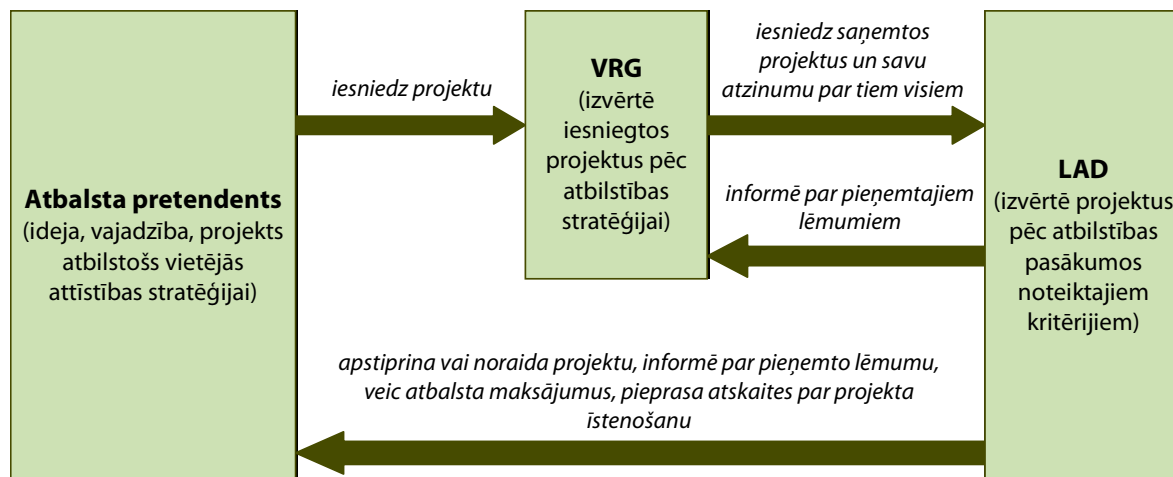 Atbalsta pretendents
(ideja, vajadzība, projekts
atbilstošs vietējās
attīstības stratēģijai)
iesniedz projektu
VRG
(izvērtē
iesniegtos
projektus pēc
atbilstības
stratēģijai)
iesniedz saņemtos
projektus un savu
atzinumu par tiem visiem
informē par pieņemtajiem
lēmumiem
LAD
(izvērtē projektus
pēc atbilstības
pasākumos
noteiktajiem
kritērijiem)
apstiprina vai noraida projektu, informē par pieņemto lēmumu,
veic atbalsta maksājumus, pieprasa atskaites par projekta
īstenošanu